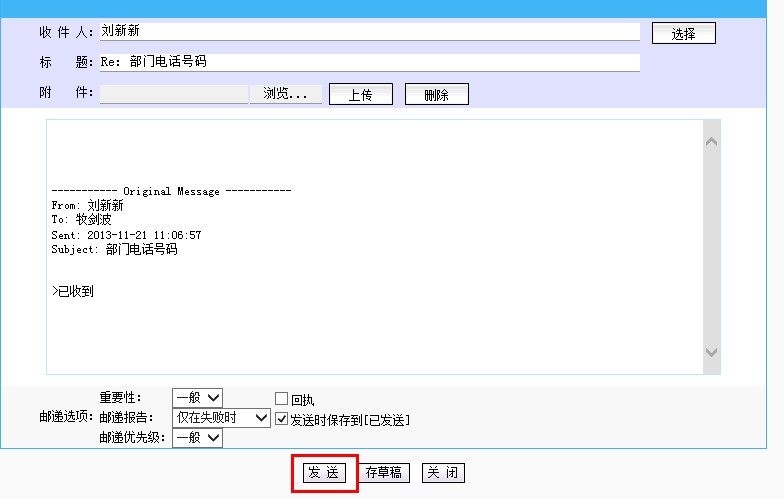 收 件 人: 刘新新 选择
标 题: Re: 部门电话号码
附 件: 浏览... 上传 删除
----------- Original Message -----------
From: 刘新新
To: 牧剑波
Sent: 2013-11-21 11:06:57
Subject: 部门电话号码
>已收到
重要性: 一般 回执
邮递选项: 邮递报告: 仅在失败时 发送时保存到[已发送]
邮递优先级: 一般
发 送 存草稿 关 闭